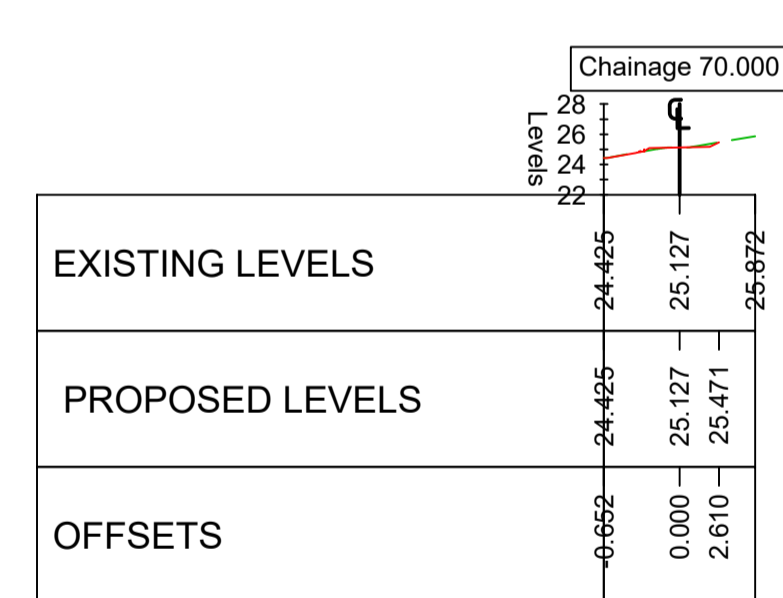 Chainage 70.000
28
26
24
22
Levels
℄
EXISTING LEVELS
24.425
25.127
25.872
PROPOSED LEVELS
24.425
25.127
25.471
OFFSETS
-0.652
0.000
2.610